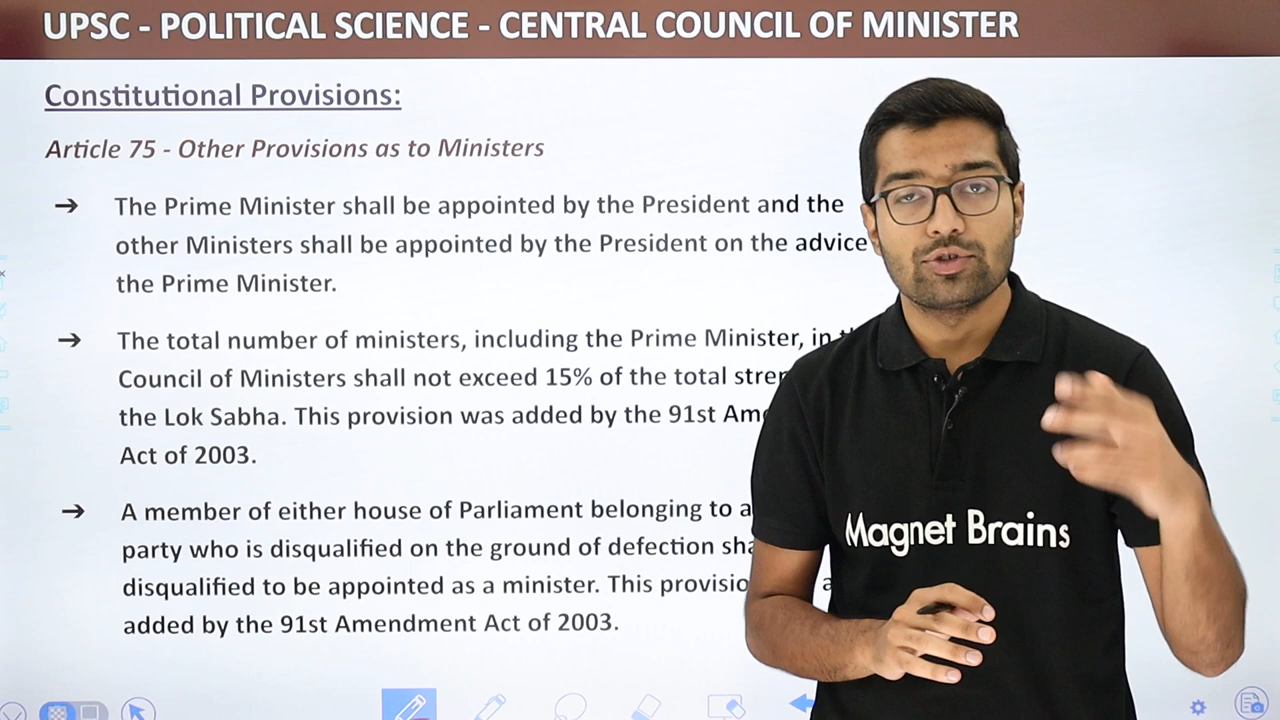 UPSC - POLITICAL SCIENCE - CENTRAL COUNCIL OF MINISTER
Constitutional Provisions:
Article 75 - Other Provisions as to Ministers
➔ The Prime Minister shall be appointed by the President and the
other Ministers shall be appointed by the President on the advice
the Prime Minister.
➔ The total number of ministers, including the Prime Minister, in
Council of Ministers shall not exceed 15% of the total
the Lok Sabha. This provision was added by the 91st
Act of 2003.
➔ A member of either house of Parliament belonging to
party who is disqualified on the ground of defection
disqualified to be appointed as a minister. This
added by the 91st Amendment Act of 2003.
Magnet Brains